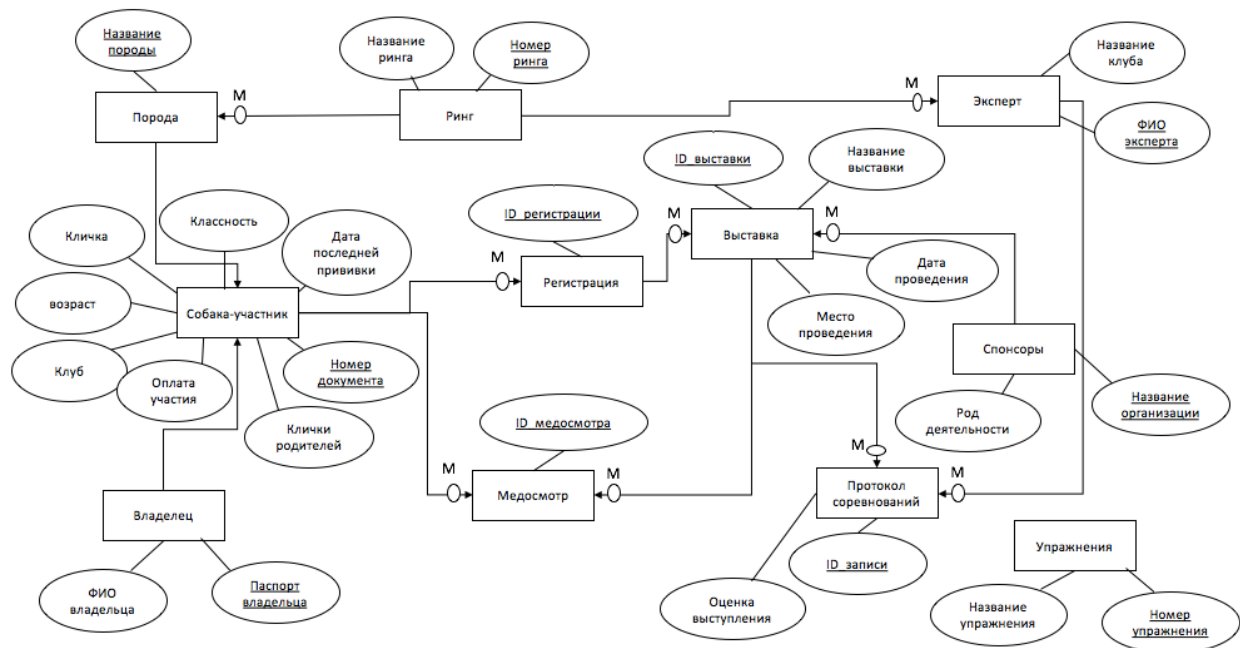 Название
породы
Название
ринга
Номер
ринга
Название
клуба
M
M
Порода
Ринг
Эксперт
ФИО
эксперта
ID_выставки
Название
выставки
Классность
ID_регистрации
M
M
Выставка
Кличка
Дата
последней
прививки
Дата
проведения
M
возраст
Собака-участник
Регистрация
Место
проведения
Спонсоры
Клуб
Оплата
участия
Номер
документа
Название
организации
Клички
родителей
ID_медосмотра
Род
деятельности
M
M
M
M
Медосмотр
Протокол
соревнований
Владелец
Упражнения
ID_записи
ФИО
владельца
Паспорт
владельца
Оценка
выступления
Название
упражнения
Номер
упражнения